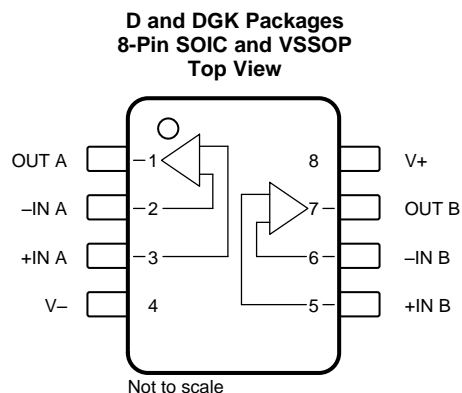 D and DGK Packages
8-Pin SOIC and VSSOP
Top View
OUT A 1 8 V+
–IN A 2 7 OUT B
+IN A 3 6 –IN B
V– 4 5 +IN B
Not to scale